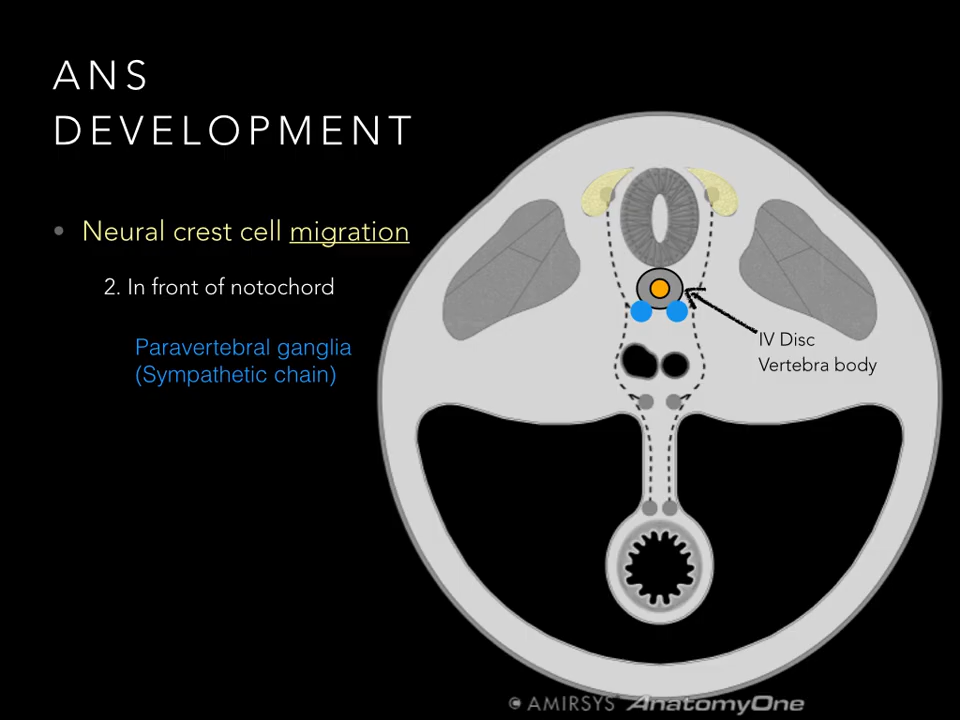 ANS
DEVELOPMENT
• Neural crest cell migration
2. In front of notochord
Paravertebral ganglia
(Sympathetic chain)
IV Disc
Vertebra body
© AMIRSYS AnatomyOne